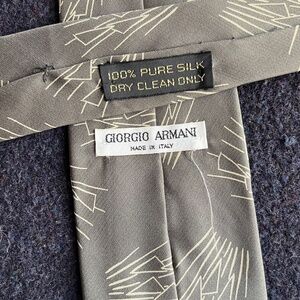 100% PURE SILK
DRY CLEAN ONLY
GIORGIO ARMANI
MADE IN ITALY